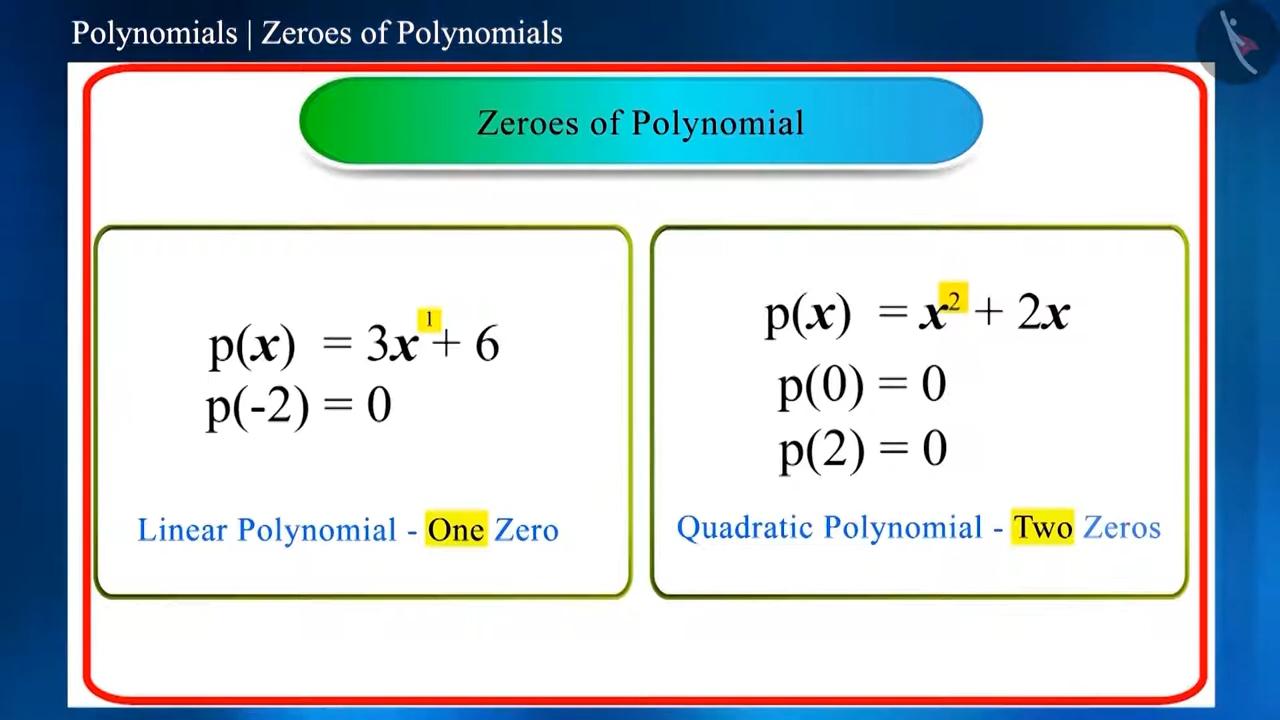 Polynomials | Zeroes of Polynomials
Zeroes of Polynomial
p(x) = 3x¹ + 6
p(-2) = 0
Linear Polynomial - One Zero
p(x) = x² + 2x
p(0) = 0
p(2) = 0
Quadratic Polynomial - Two Zeros